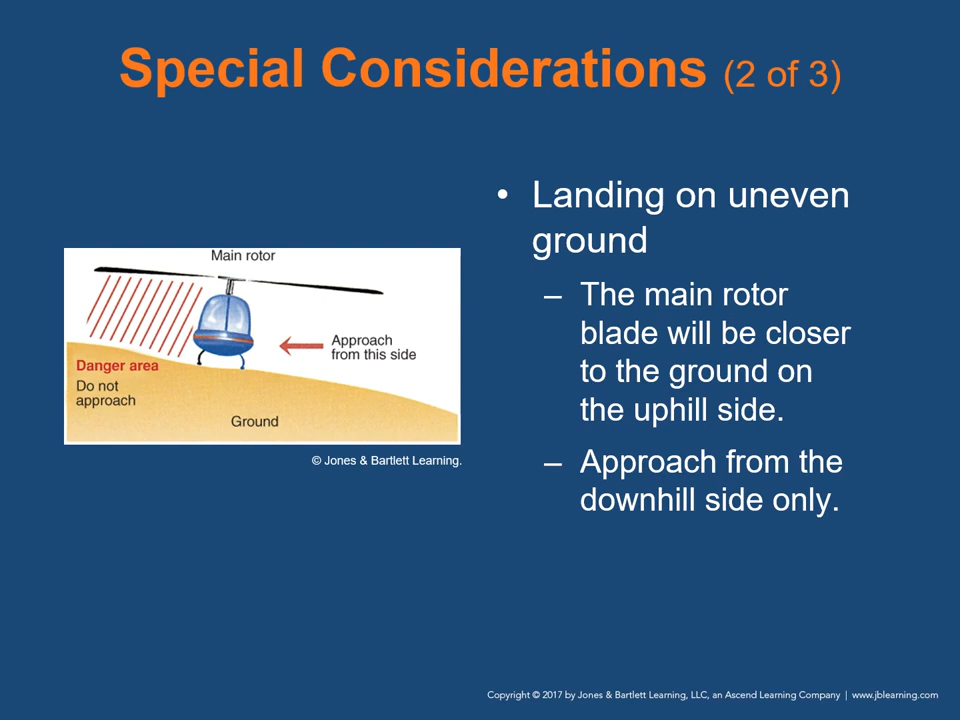 Special Considerations (2 of 3)
• Landing on uneven
ground
– The main rotor
blade will be closer
to the ground on
the uphill side.
– Approach from the
downhill side only.
Main rotor
Approach
from this side
Danger area
Do not
approach
Ground
© Jones & Bartlett Learning.
Copyright © 2017 by Jones & Bartlett Learning, LLC, an Ascend Learning Company | www.jblearning.com